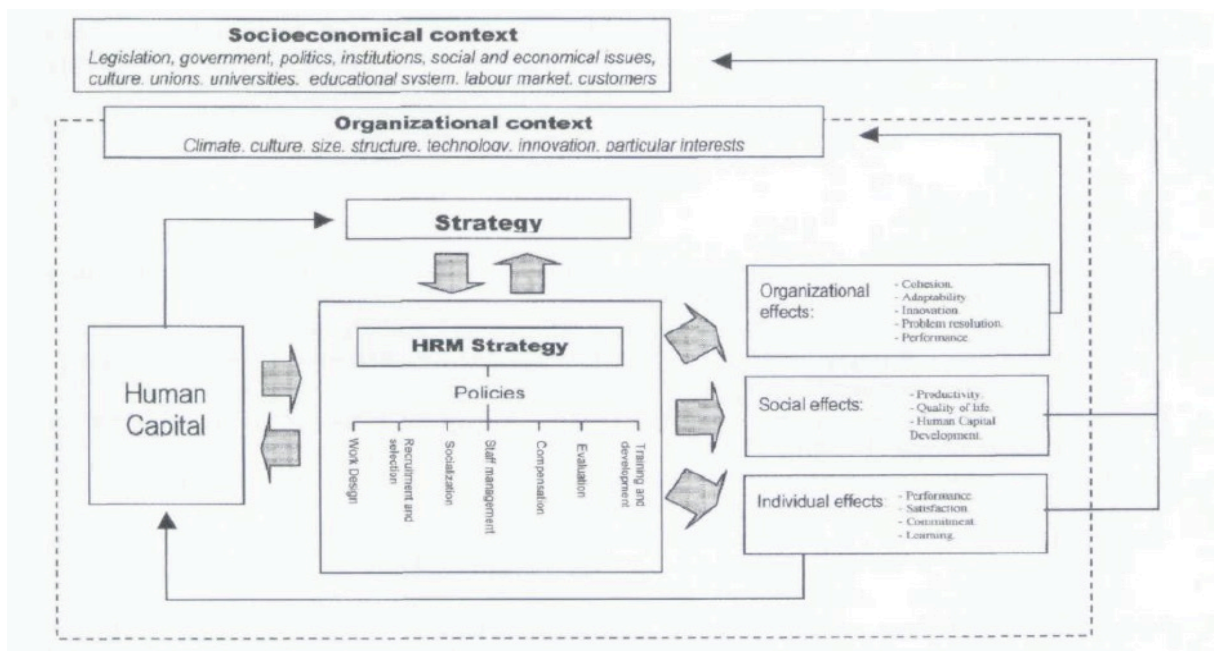 Socioeconomical context
Legislation, government, politics, institutions, social and economical issues,
culture. unions. universities. educational system. labour market. customers
Organizational context
Climate. culture. size. structure. technology. innovation. particular interests
Strategy
HRM Strategy
Policies
Work Design
Recruitment and
selection
Socialization
Staff management
Compensation
Evaluation
Training and
development
Human
Capital
Organizational
effects:
- Cohesion.
- Adaptability
- Innovation.
- Problem resolution.
- Performance
Social effects:
- Productivity.
- Quality of life.
- Human Capital
Development.
Individual effects:
- Performance
- Satisfaction.
- Commitment.
- Learning.